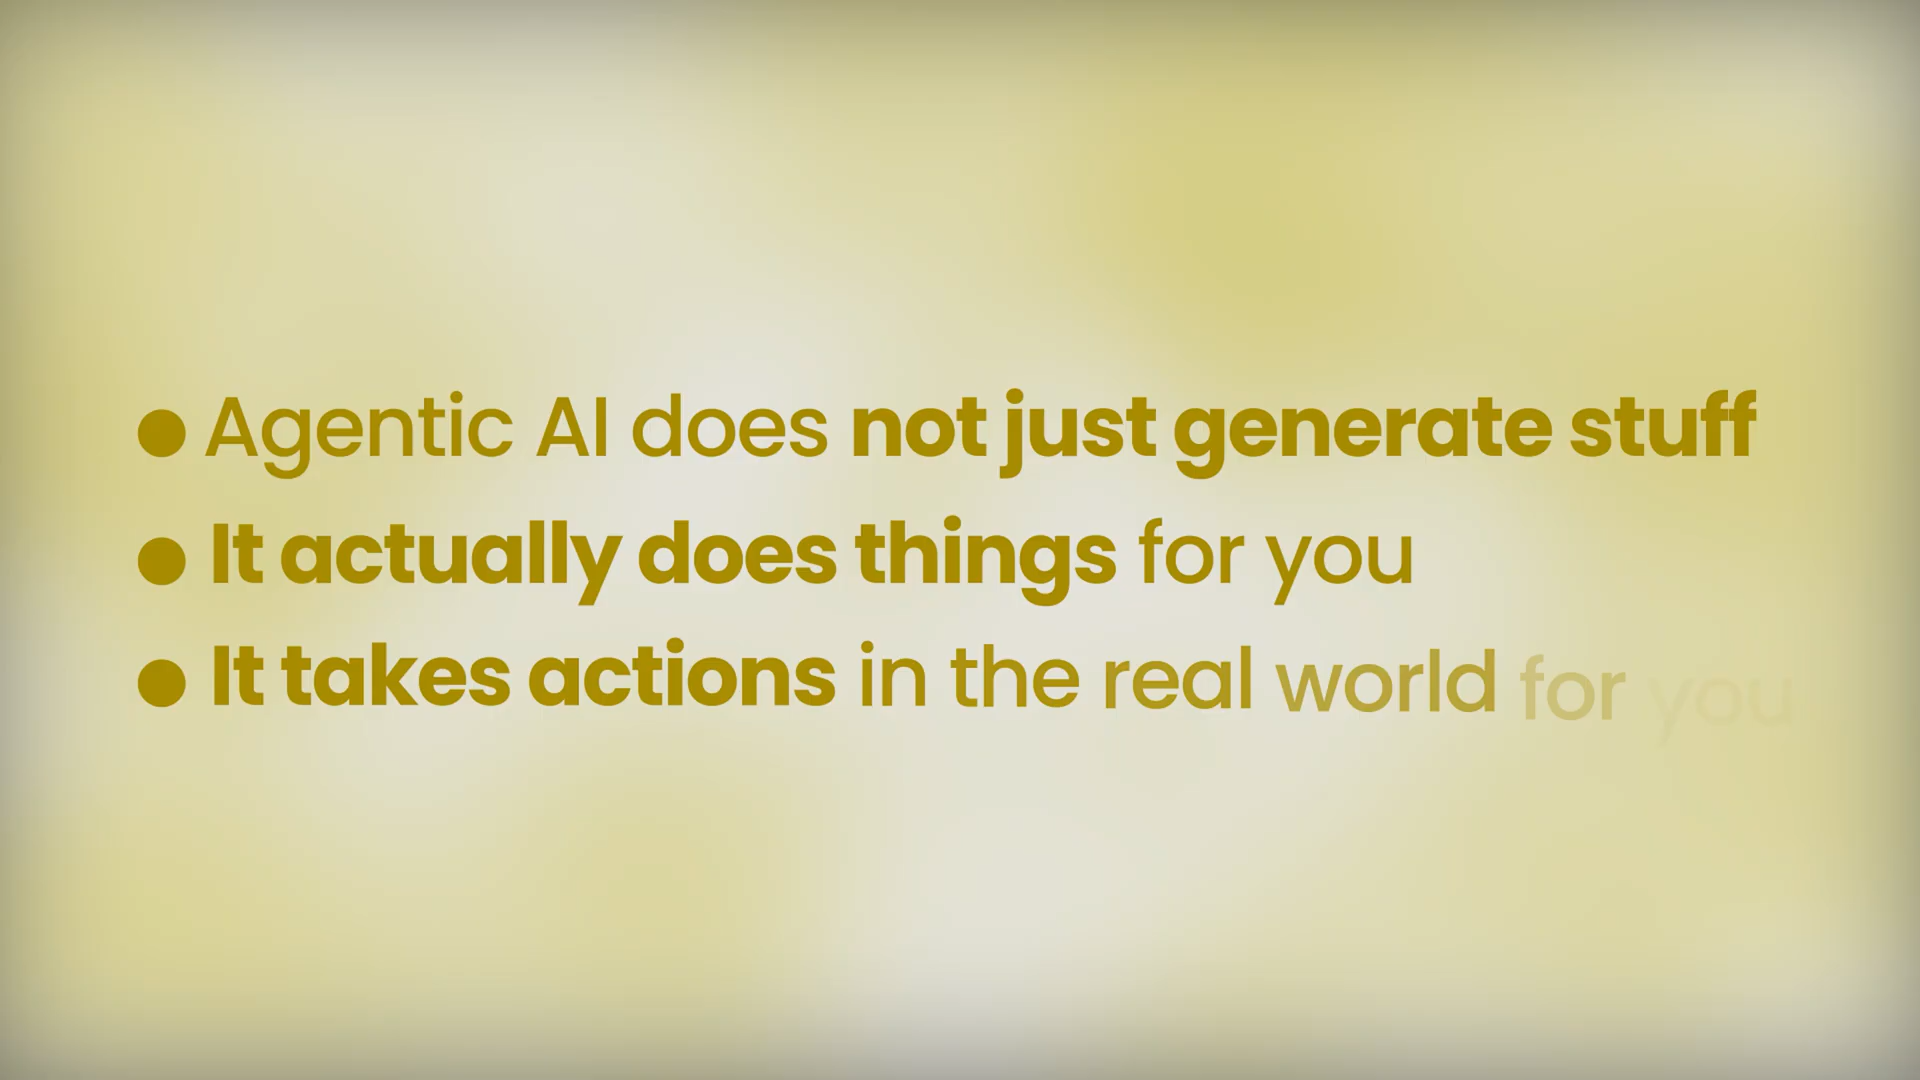 ● Agentic AI does not just generate stuff
● It actually does things for you
● It takes actions in the real world for you